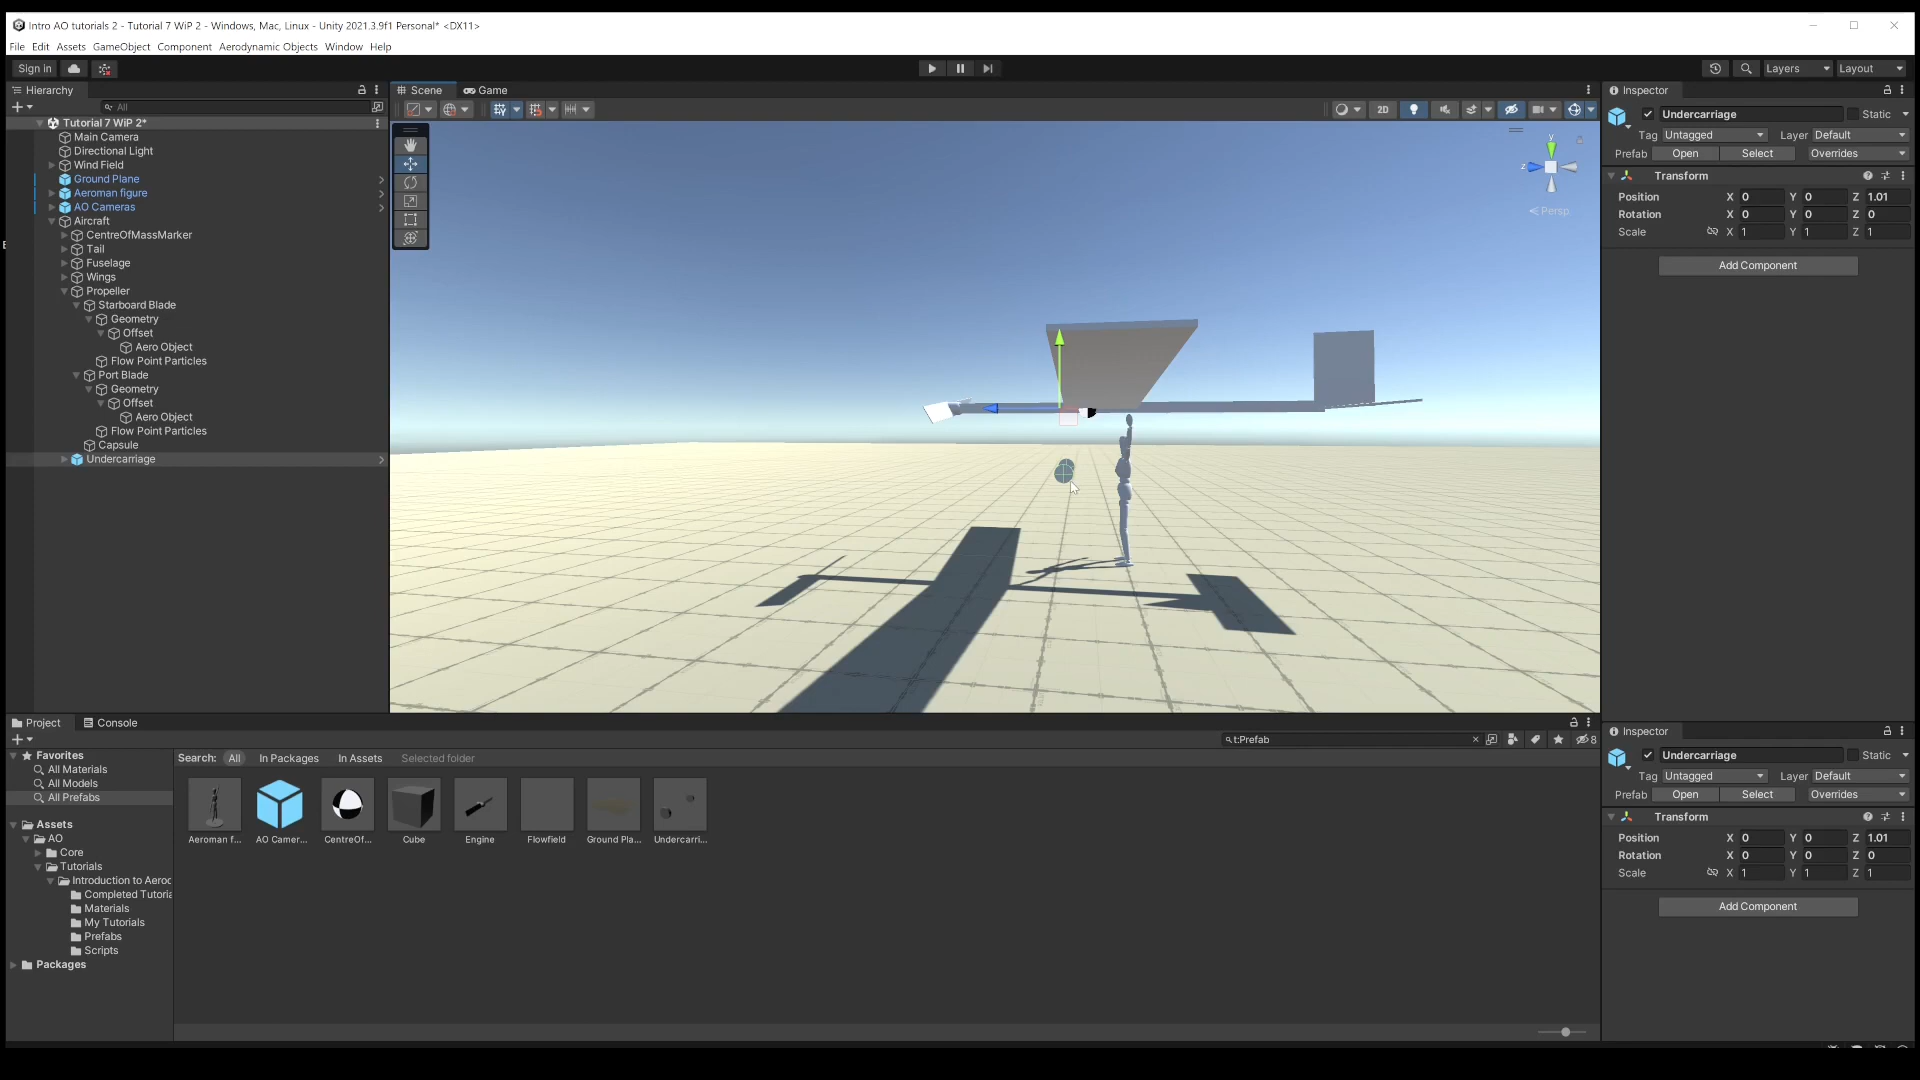 Intro AO tutorials 2 - Tutorial 7 WiP 2 - Windows, Mac, Linux - Unity 2021.3.9f1 Personal* <DX11>
File Edit Assets GameObject Component Aerodynamic Objects Window Help
Sign in
Layers
Layout
Hierarchy
All
Tutorial 7 WiP 2*
Main Camera
Directional Light
Wind Field
Ground Plane
Aeroman figure
AO Cameras
Aircraft
CentreOfMassMarker
Tail
Fuselage
Wings
Propeller
Starboard Blade
Geometry
Offset
Aero Object
Flow Point Particles
Port Blade
Geometry
Offset
Aero Object
Flow Point Particles
Capsule
Undercarriage
Scene
Game
2D
y
z
Persp
Inspector
Undercarriage
Static
Tag Untagged
Layer Default
Prefab Open Select Overrides
Transform
Position X 0 Y 0 Z 1.01
Rotation X 0 Y 0 Z 0
Scale X 1 Y 1 Z 1
Add Component
Project
Console
Favorites
All Materials
All Models
All Prefabs
Assets
AO
Core
Tutorials
Introduction to Aeroc
Completed Tutoria
Materials
My Tutorials
Prefabs
Scripts
Packages
t:Prefab
8
Search: All In Packages In Assets Selected folder
Aeroman f...
AO Camer...
CentreOf...
Cube
Engine
Flowfield
Ground Pla...
Undercarri...
Inspector
Undercarriage
Static
Tag Untagged
Layer Default
Prefab Open Select Overrides
Transform
Position X 0 Y 0 Z 1.01
Rotation X 0 Y 0 Z 0
Scale X 1 Y 1 Z 1
Add Component